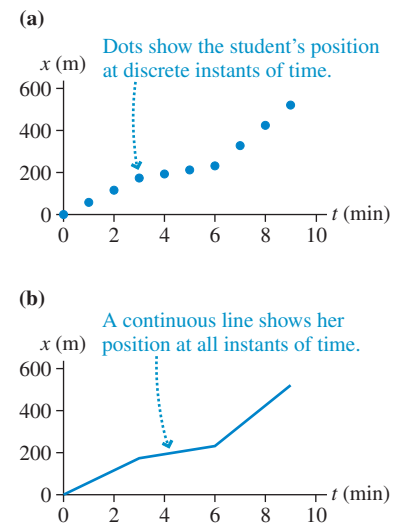 (a)
Dots show the student's position
at discrete instants of time.
x (m)
600
400
200
0
0 2 4 6 8 10
t (min)
(b)
A continuous line shows her
position at all instants of time.
x (m)
600
400
200
0
0 2 4 6 8 10
t (min)